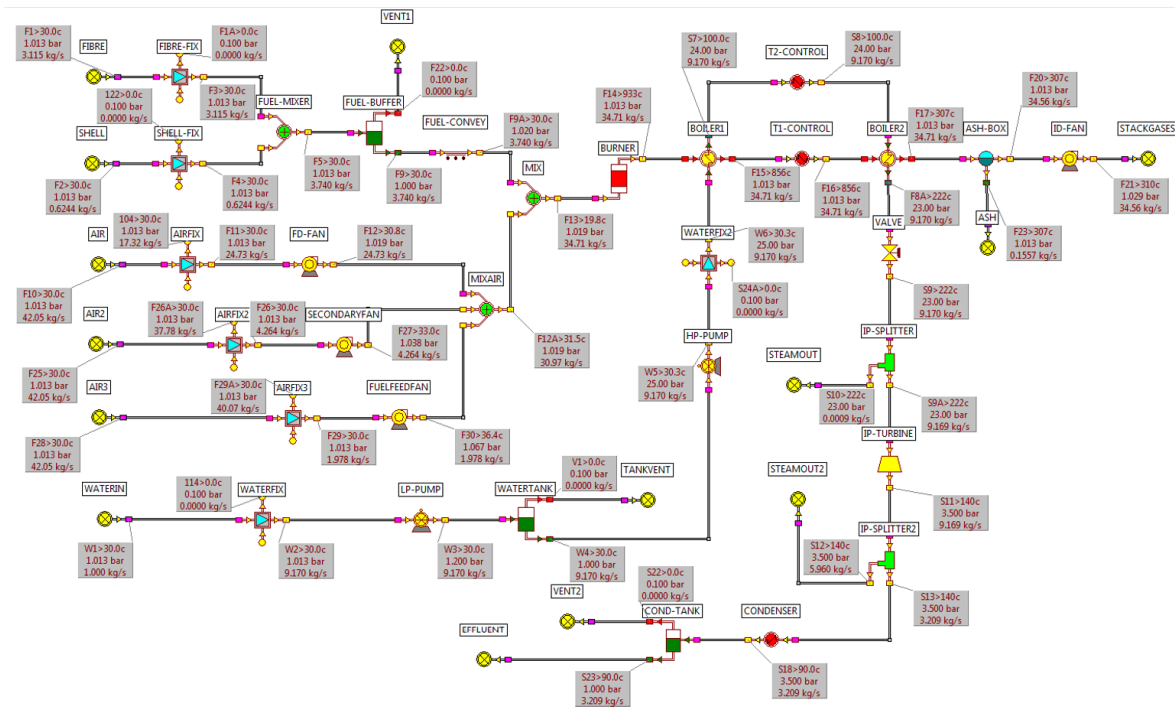 VENT1
F1>30.0c
1.013 bar
3.115 kg/s
FIBRE
FIBRE-FIX
F1A>0.0c
0.100 bar
0.0000 kg/s
F3>30.0c
1.013 bar
3.115 kg/s
122>0.0c
0.100 bar
0.0000 kg/s
FUEL-MIXER
FUEL-BUFFER
F22>0.0c
0.100 bar
0.0000 kg/s
FUEL-CONVEY
SHELL
SHELL-FIX
F2>30.0c
1.013 bar
0.6244 kg/s
F4>30.0c
1.013 bar
0.6244 kg/s
F5>30.0c
1.013 bar
3.740 kg/s
F9>30.0c
1.000 bar
3.740 kg/s
F9A>30.0c
1.020 bar
3.740 kg/s
MIX
BURNER
F14>933c
1.013 bar
34.71 kg/s
F13>19.8c
1.019 bar
34.71 kg/s
S7>100.0c
24.00 bar
9.170 kg/s
T2-CONTROL
S8>100.0c
24.00 bar
9.170 kg/s
BOILER1
T1-CONTROL
BOILER2
F15>856c
1.013 bar
34.71 kg/s
F16>856c
1.013 bar
34.71 kg/s
F17>307c
1.013 bar
34.71 kg/s
ASH-BOX
F20>307c
1.013 bar
34.56 kg/s
ID-FAN
STACKGASES
F21>310c
1.029 bar
34.56 kg/s
F8A>222c
23.00 bar
9.170 kg/s
VALVE
ASH
F23>307c
1.013 bar
0.1557 kg/s
104>30.0c
1.013 bar
17.32 kg/s
AIR
AIRFIX
F11>30.0c
1.013 bar
24.73 kg/s
FD-FAN
F12>30.8c
1.019 bar
24.73 kg/s
F10>30.0c
1.013 bar
42.05 kg/s
MIXAIR
WATERFIX2
W6>30.3c
25.00 bar
9.170 kg/s
S24A>0.0c
0.100 bar
0.0000 kg/s
F26A>30.0c
1.013 bar
37.78 kg/s
AIR2
AIRFIX2
F26>30.0c
1.013 bar
4.264 kg/s
SECONDARYFAN
F27>33.0c
1.038 bar
4.264 kg/s
F12A>31.5c
1.019 bar
30.97 kg/s
F25>30.0c
1.013 bar
42.05 kg/s
S9>222c
23.00 bar
9.170 kg/s
HP-PUMP
IP-SPLITTER
STEAMOUT
W5>30.3c
25.00 bar
9.170 kg/s
S10>222c
23.00 bar
0.0009 kg/s
S9A>222c
23.00 bar
9.169 kg/s
F29A>30.0c
1.013 bar
40.07 kg/s
AIR3
AIRFIX3
FUELFEEDFAN
F28>30.0c
1.013 bar
42.05 kg/s
F29>30.0c
1.013 bar
1.978 kg/s
F30>36.4c
1.067 bar
1.978 kg/s
IP-TURBINE
STEAMOUT2
S11>140c
3.500 bar
9.169 kg/s
WATERIN
114>0.0c
0.100 bar
0.0000 kg/s
WATERFIX
LP-PUMP
WATERTANK
V1>0.0c
0.100 bar
0.0000 kg/s
TANKVENT
W1>30.0c
1.013 bar
1.000 kg/s
W2>30.0c
1.013 bar
9.170 kg/s
W3>30.0c
1.200 bar
9.170 kg/s
W4>30.0c
1.000 bar
9.170 kg/s
IP-SPLITTER2
S12>140c
3.500 bar
5.960 kg/s
S13>140c
3.500 bar
3.209 kg/s
S22>0.0c
0.100 bar
0.0000 kg/s
VENT2
COND-TANK
CONDENSER
EFFLUENT
S23>90.0c
1.000 bar
3.209 kg/s
S18>90.0c
3.500 bar
3.209 kg/s